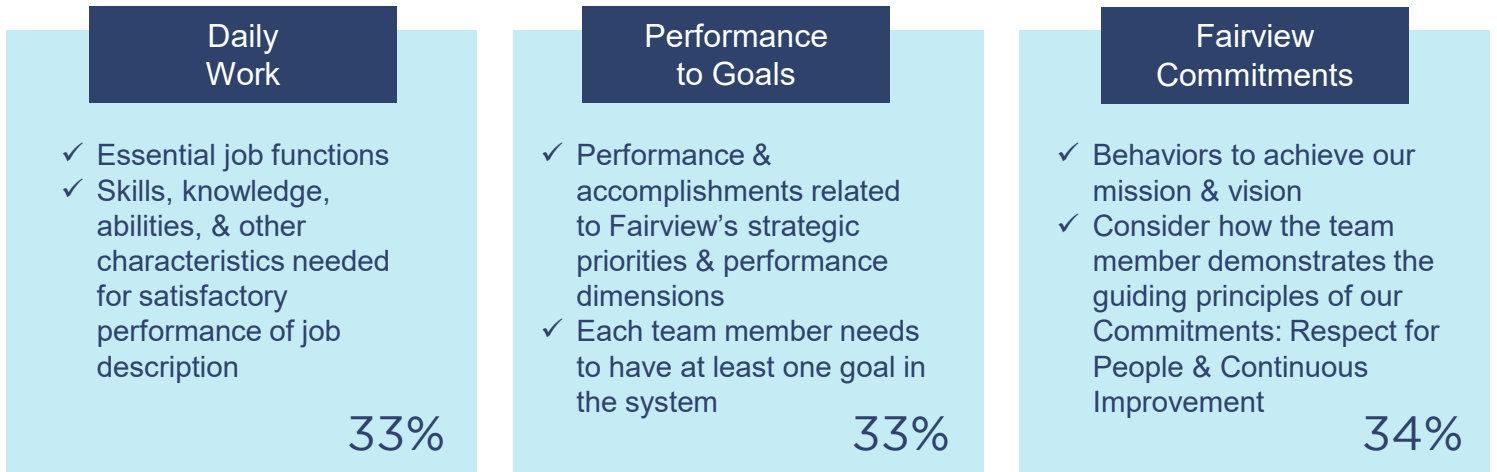 Daily
Work
✓ Essential job functions
✓ Skills, knowledge,
abilities, & other
characteristics needed
for satisfactory
performance of job
description
33%
Performance
to Goals
✓ Performance &
accomplishments related
to Fairview’s strategic
priorities & performance
dimensions
✓ Each team member needs
to have at least one goal in
the system
33%
Fairview
Commitments
✓ Behaviors to achieve our
mission & vision
✓ Consider how the team
member demonstrates the
guiding principles of our
Commitments: Respect for
People & Continuous
Improvement
34%